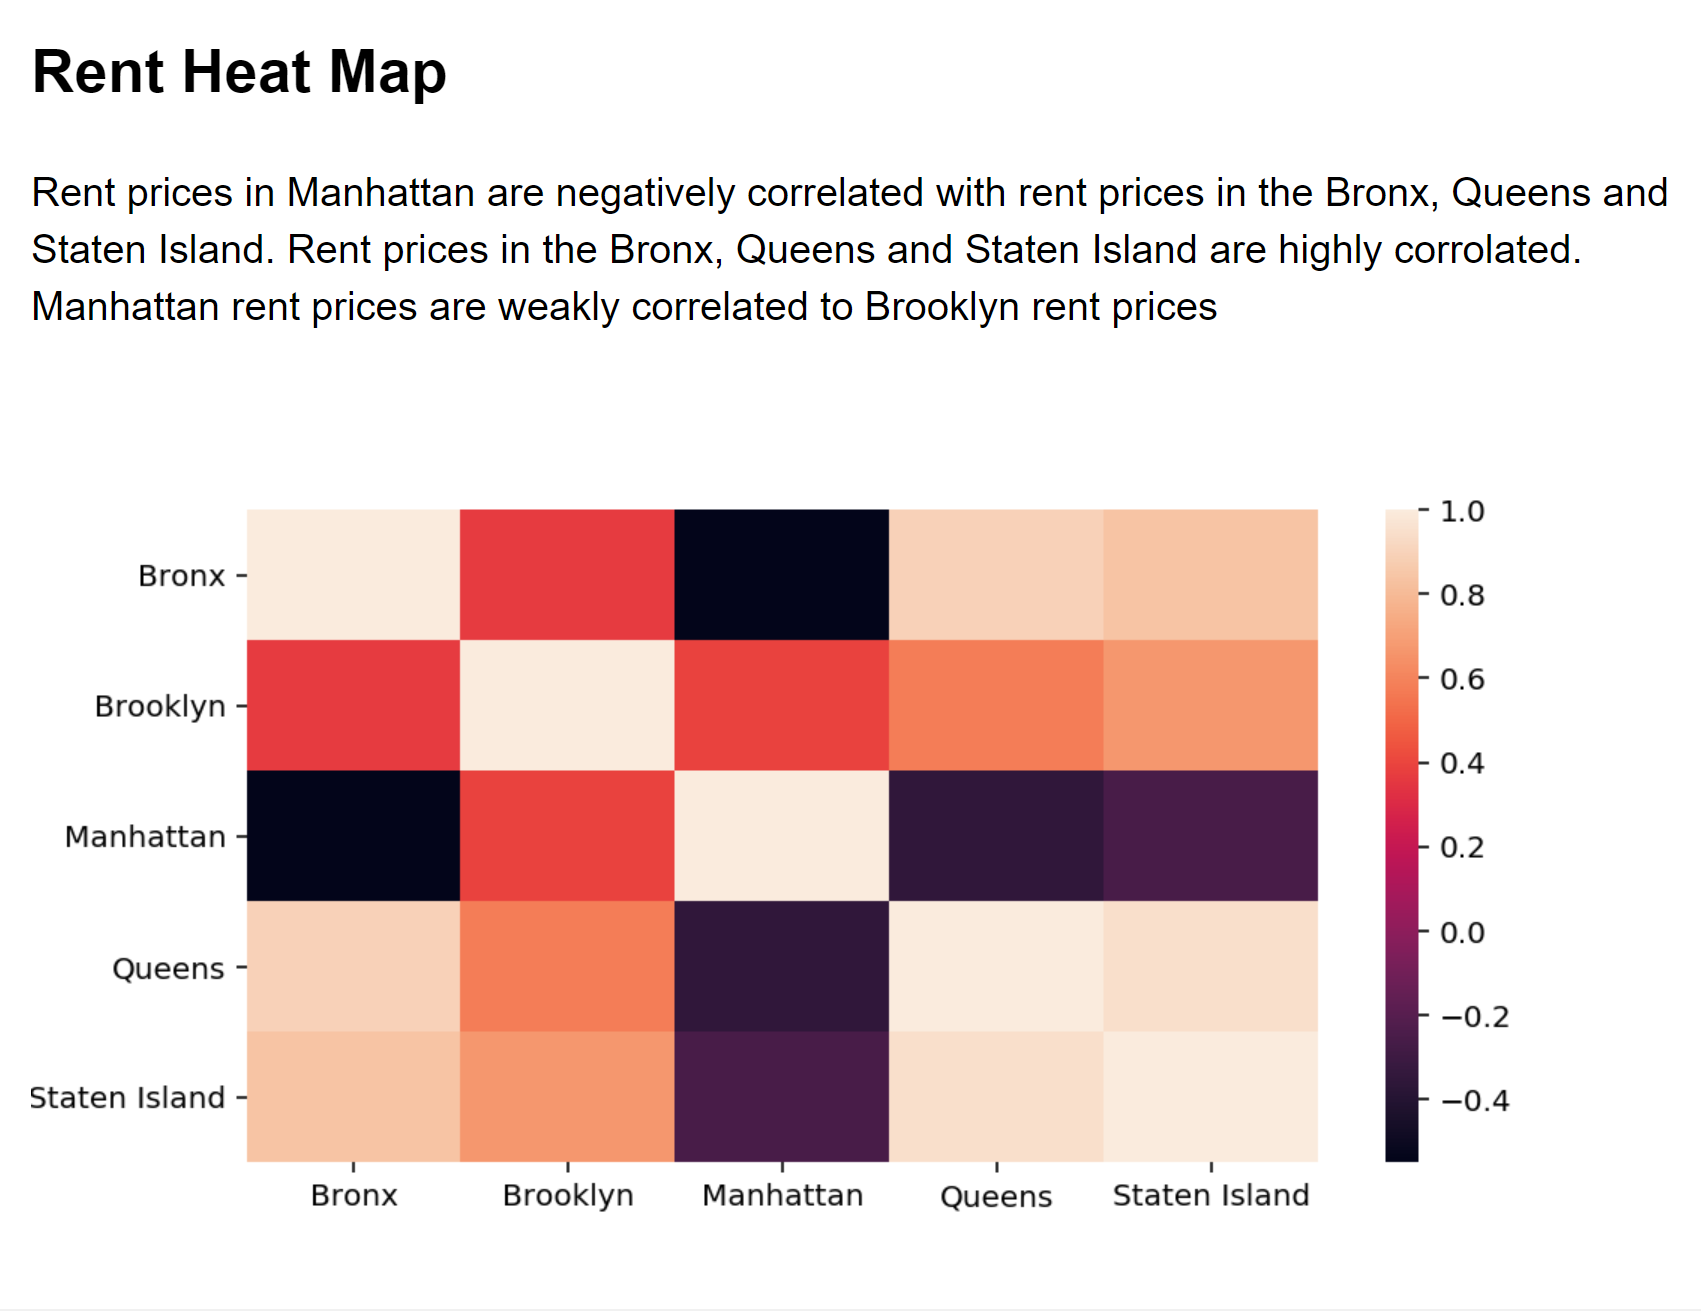 Rent Heat Map
Rent prices in Manhattan are negatively correlated with rent prices in the Bronx, Queens and
Staten Island. Rent prices in the Bronx, Queens and Staten Island are highly corrolated.
Manhattan rent prices are weakly correlated to Brooklyn rent prices
Bronx
Brooklyn
Manhattan
Queens
Staten Island
Bronx Brooklyn Manhattan Queens Staten Island
1.0
0.8
0.6
0.4
0.2
0.0
−0.2
−0.4